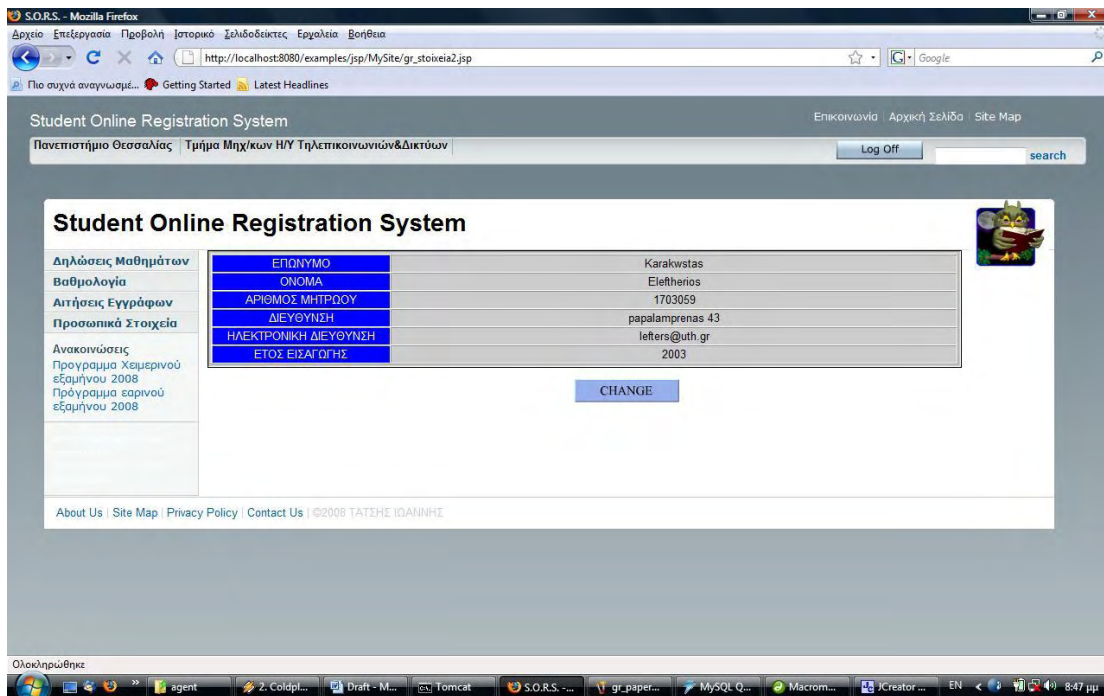 S.O.R.S. - Mozilla Firefox
Αρχείο Επεξεργασία Προβολή Ιστορικό Σελιδοδείκτες Εργαλεία Βοήθεια
http://localhost:8080/examples/jsp/MySite/gr_stoixeia2.jsp G Google
Πιο συχνά αναγνωσμέ... Getting Started Latest Headlines
Student Online Registration System Επικοινωνία Αρχική Σελίδα Site Map
Πανεπιστήμιο Θεσσαλίας Τμήμα Μηχ/κων Η/Υ Τηλεπικοινωνιών&Δικτύων Log Off search
Student Online Registration System
Δηλώσεις Μαθημάτων
Βαθμολογία
Αιτήσεις Εγγράφων
Προσωπικά Στοιχεία
Ανακοινώσεις
Προγραμμα Χειμερινού
εξαμήνου 2008
Πρόγραμμα εαρινού
εξαμήνου 2008
ΕΠΩΝΥΜΟ Karakwstas
ΟΝΟΜΑ Eleftherios
ΑΡΙΘΜΟΣ ΜΗΤΡΩΟΥ 1703059
ΔΙΕΥΘΥΝΣΗ papalamprenas 43
ΗΛΕΚΤΡΟΝΙΚΗ ΔΙΕΥΘΥΝΣΗ lefters@uth.gr
ΕΤΟΣ ΕΙΣΑΓΩΓΗΣ 2003
CHANGE
About Us | Site Map | Privacy Policy | Contact Us | ©2008 ΤΑΤΣΗΣ ΙΩΑΝΝΗΣ
Ολοκληρώθηκε
agent 2. Coldpl... Draft - M... Tomcat S.O.R.S. -... gr_paper... MySQL Q... Macrom... JCreator ... EN 8:47 μμ